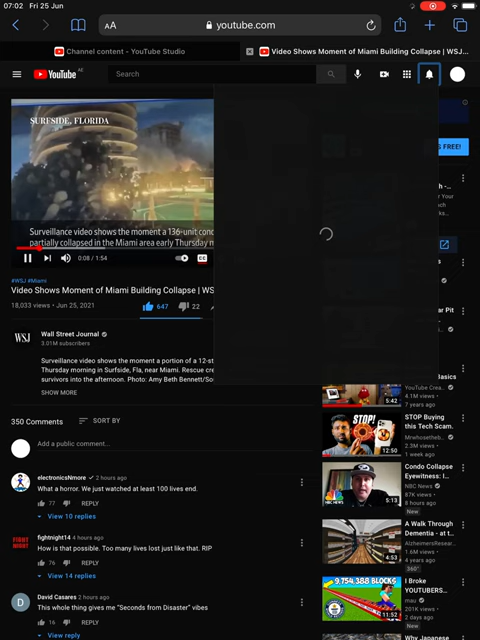 07:02 Fri 25 Jun
AA
youtube.com
Channel content - YouTube Studio
Video Shows Moment of Miami Building Collapse | WSJ...
YouTube
AE
Search
SURFSIDE, FLORIDA
Surveillance video shows the moment a 136-unit
partially collapsed in the Miami area early Thursday
0:08 / 1:54
CC
FREE!
#WSJ #Miami
Video Shows Moment of Miami Building Collapse |
18,033 views • Jun 25, 2021
647
22
WSJ
Wall Street Journal
3.01M subscribers
Surveillance video shows the moment a portion of a
Thursday morning in Surfside, Fla, near Miami. Rescue
survivors into the afternoon. Photo: Amy Beth
SHOW MORE
350 Comments
SORT BY
Add a public comment...
electronicsNmore
2 hours ago
What a horror. We just watched at least 100 lives end.
77
REPLY
View 10 replies
FIGHT NIGHT
fightnight14 4 hours ago
How is that possible. Too many lives lost just like that. RIP
76
REPLY
View 14 replies
D
David Casares 2 hours ago
This whole thing gives me “Seconds from Disaster” vibes
16
REPLY
View reply
ar Pit
Basics
YouTube Crea...
4.1M views •
7 years ago
5:42
STOP!
12:50
STOP Buying
this Tech Scam.
Mrwhosetheb...
2.3M views •
1 week ago
NBC NEWS
5:13
Condo Collapse
Eyewitness: I...
NBC News
87K views •
8 hours ago
New
4:53
A Walk Through
Dementia - at t...
AlzheimersResear...
1.6M views •
4 years ago
360°
9,754,388 BLOCKS
11:52
I Broke
YOUTUBERS...
mau
201K views •
2 days ago
New
Why Japanese